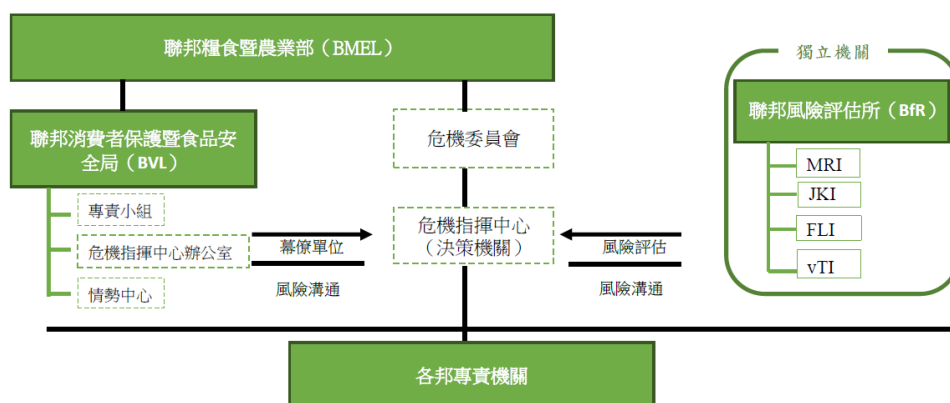 聯邦糧食暨農業部（BMEL）
獨立機關
聯邦消費者保護暨食品安
全局（BVL）
危機委員會
聯邦風險評估所（BfR）
MRI
JKI
FLI
vTI
專責小組
危機指揮中心辦公室
情勢中心
幕僚單位
風險溝通
危機指揮中心
（決策機關）
風險評估
風險溝通
各邦專責機關